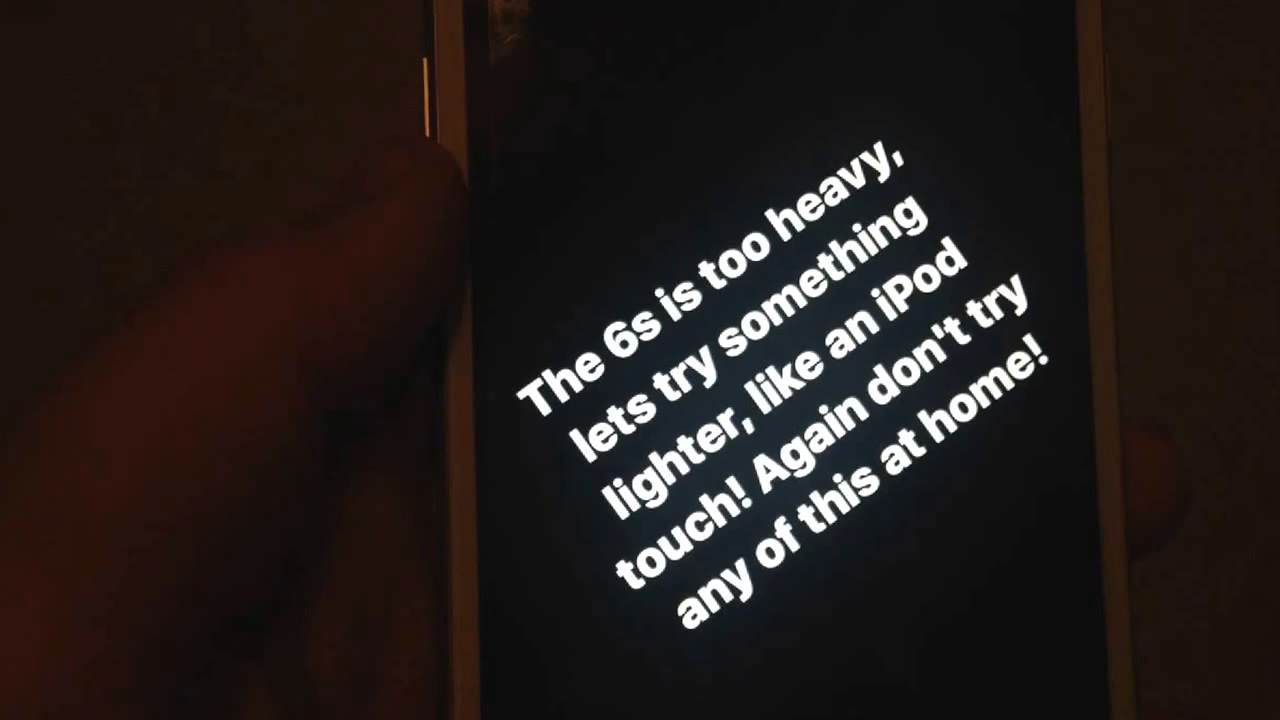 The 6s is too heavy,
lets try something
lighter, like an iPod
touch! Again don't try
any of this at home!